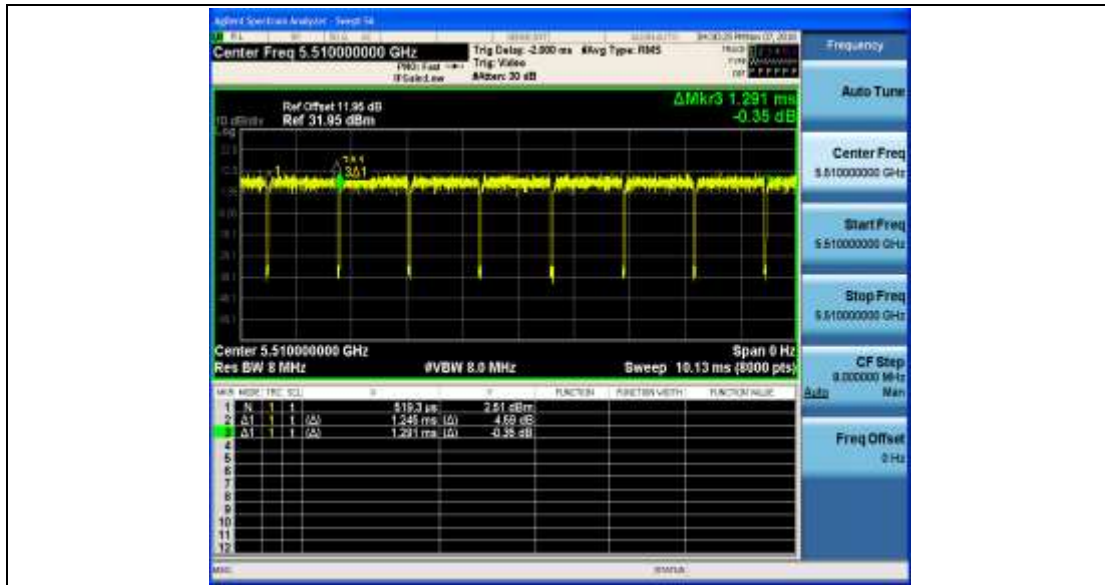 Agilent Spectrum Analyzer - Swept SA
Center Freq 5.510000000 GHz
PNO: Fast
IFGain:Low
Trig Delay: -2.000 ms
Trig: Video
#Atten: 30 dB
#Avg Type: RMS
Frequency
ΔMkr3 1.291 ms
-0.35 dB
Ref Offset 11.95 dB
Ref 31.95 dBm
10 dB/div
Log
1
3Δ1
Center 5.510000000 GHz
Span 0 Hz
Res BW 8 MHz
#VBW 8.0 MHz
Sweep 10.13 ms (8000 pts)
MKR MODE TRC SCL X Y FUNCTION FUNCTION WIDTH FUNCTION VALUE
1 N 1 t 519.3 µs 2.51 dBm
2 Δ1 1 t (Δ) 1.246 ms (Δ) 4.69 dB
3 Δ1 1 t (Δ) 1.291 ms (Δ) -0.35 dB
4
5
6
7
8
9
10
11
12
MSG
STATUS
Auto Tune
Center Freq
5.510000000 GHz
Start Freq
5.510000000 GHz
Stop Freq
5.510000000 GHz
CF Step
8.000000 MHz
Auto Man
Freq Offset
0 Hz